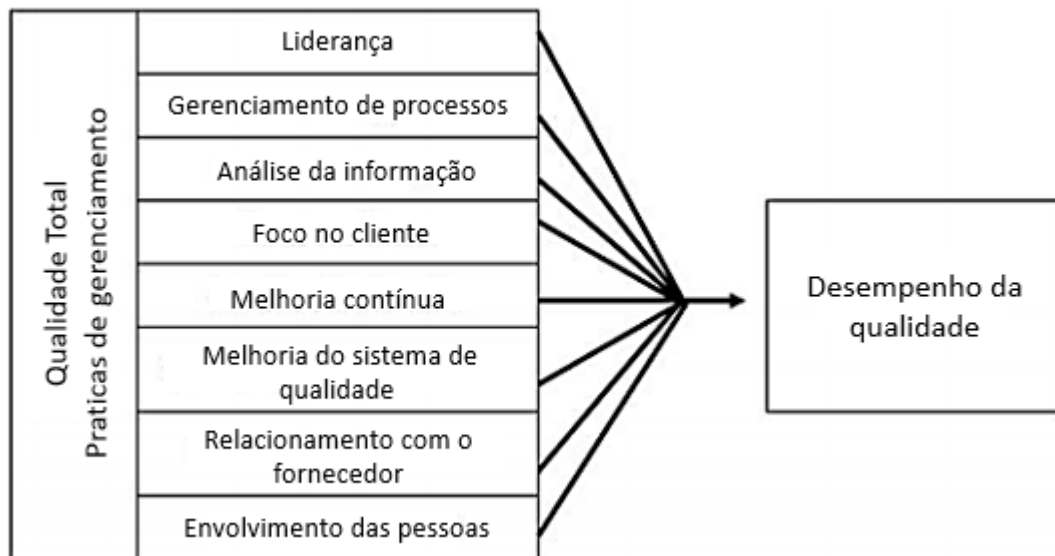 Qualidade Total
Praticas de gerenciamento
Liderança
Gerenciamento de processos
Análise da informação
Foco no cliente
Melhoria contínua
Melhoria do sistema de
qualidade
Relacionamento com o
fornecedor
Envolvimento das pessoas
Desempenho da
qualidade